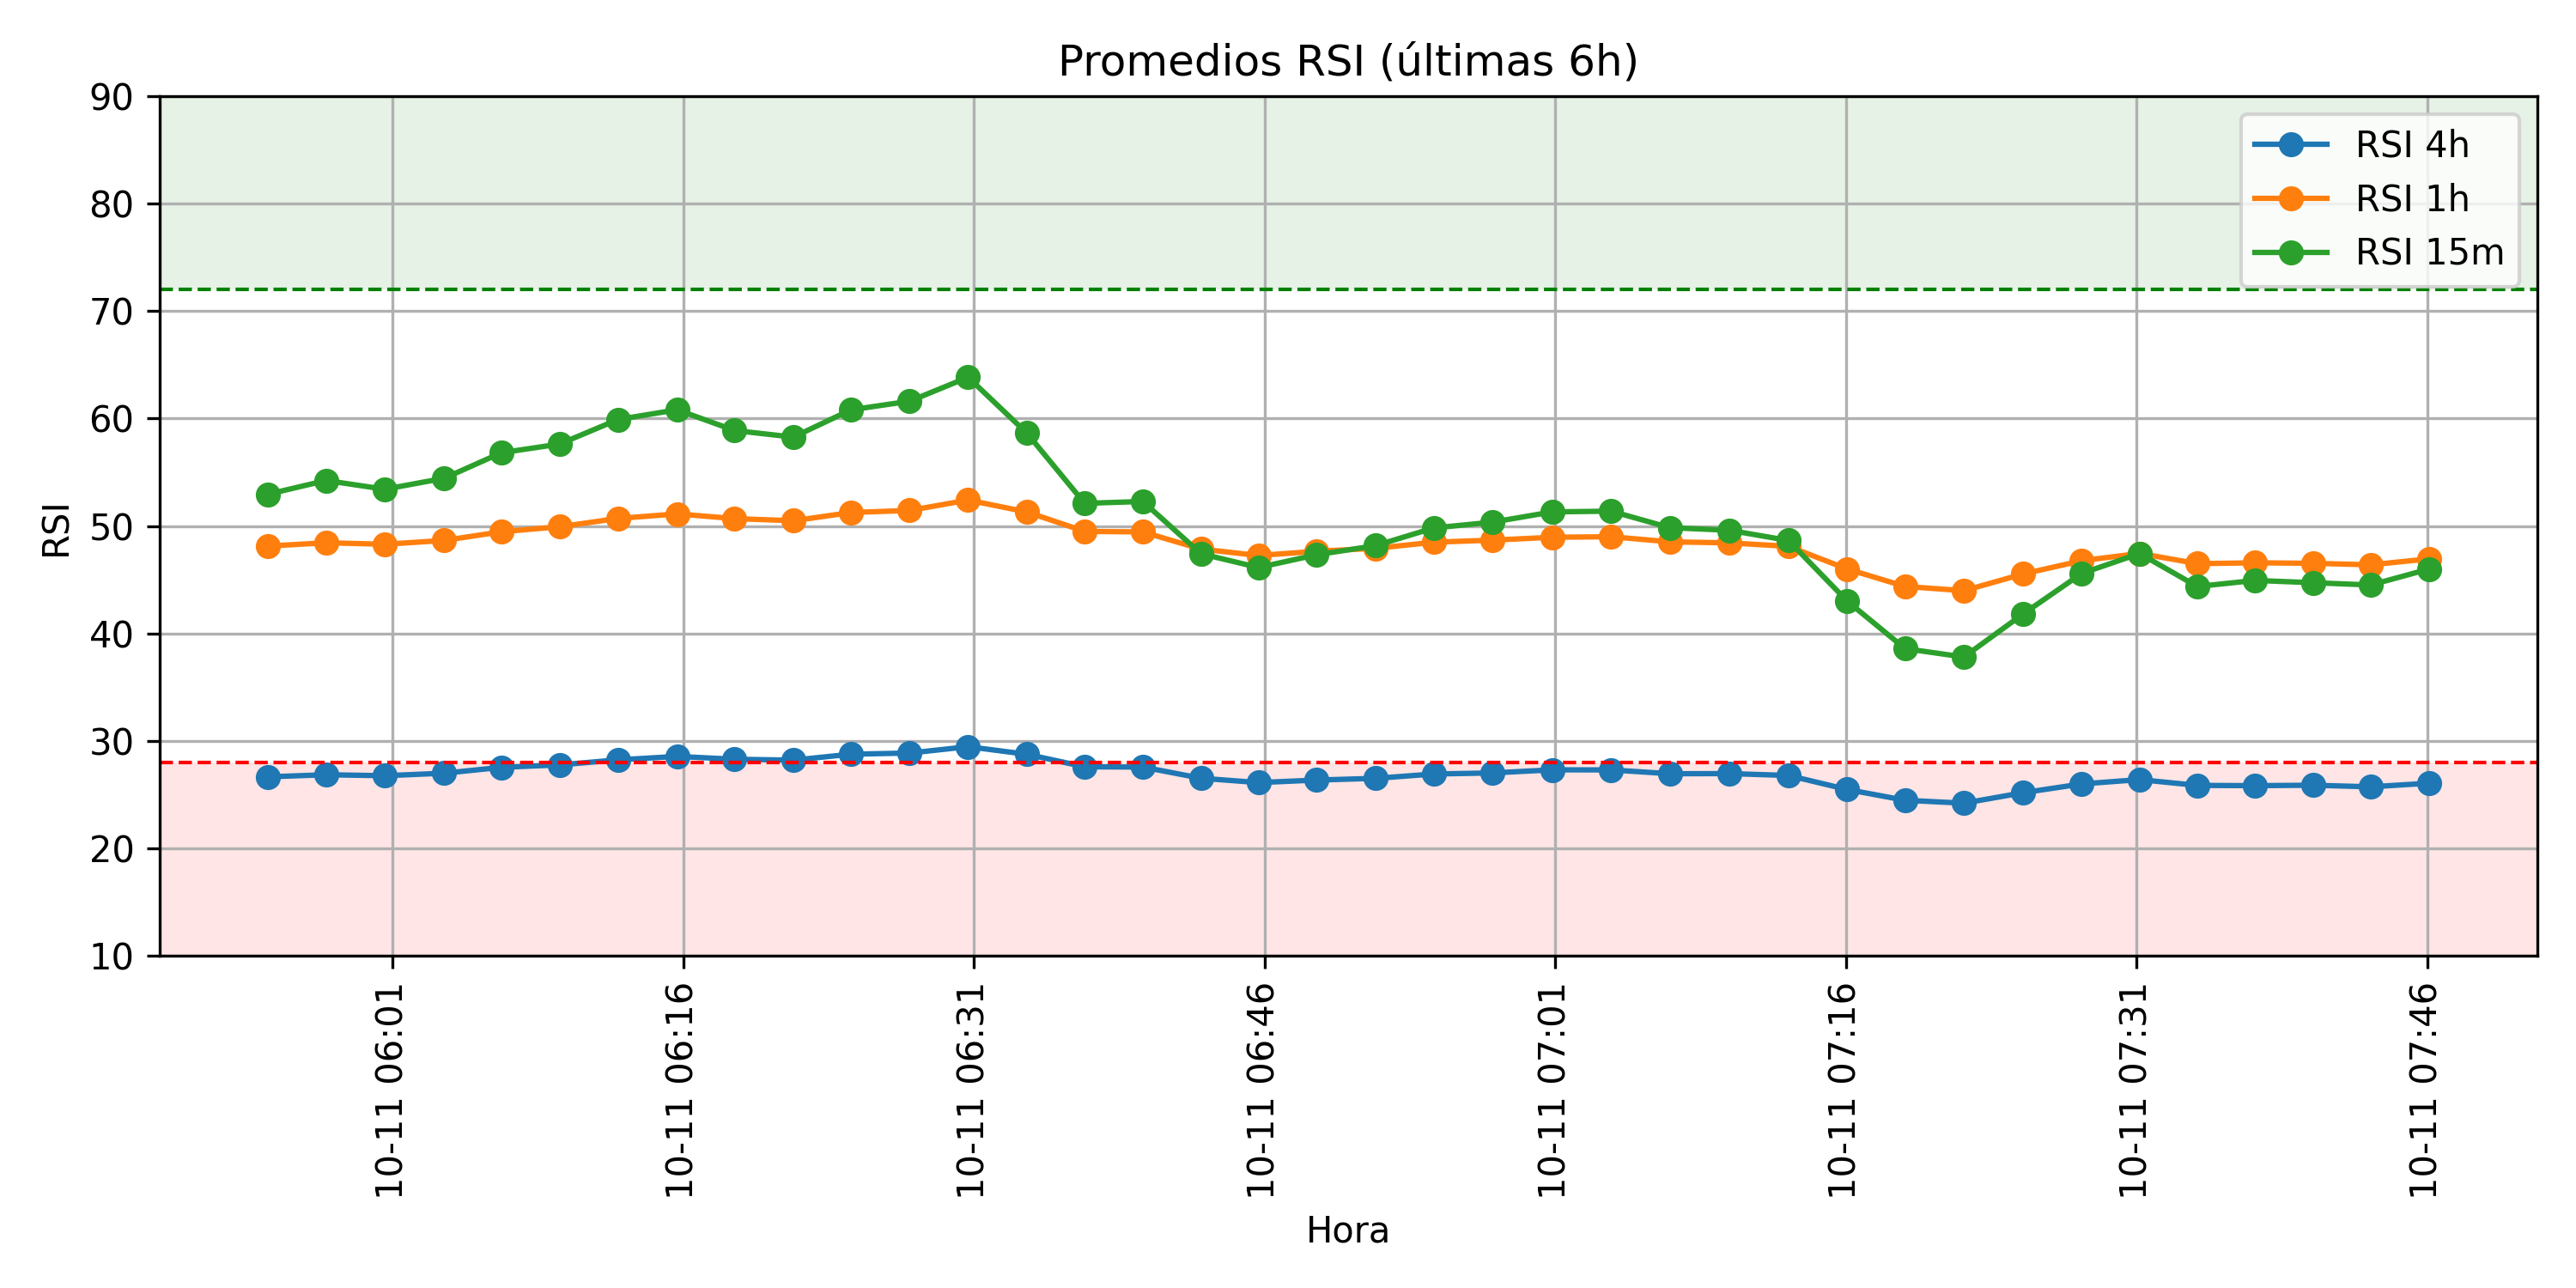 Promedios RSI (últimas 6h)
90
80
70
60
50
40
30
20
10
RSI
RSI 4h
RSI 1h
RSI 15m
10-11 06:01
10-11 06:16
10-11 06:31
10-11 06:46
10-11 07:01
10-11 07:16
10-11 07:31
10-11 07:46
Hora